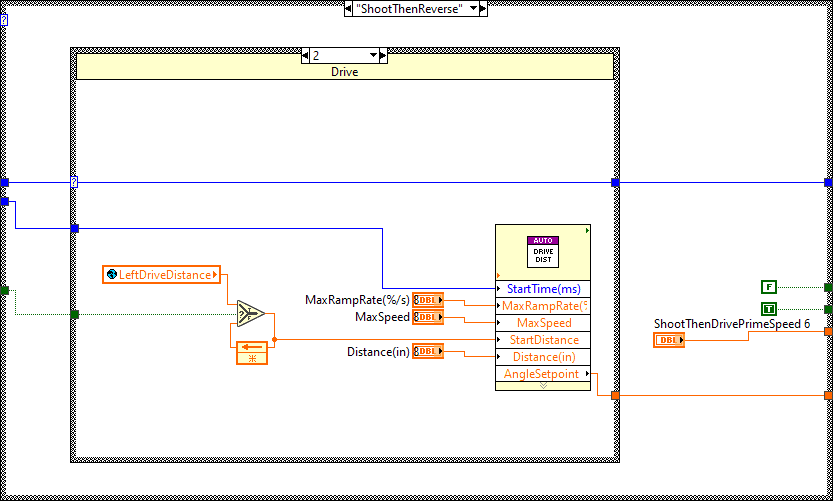 "ShootThenReverse"
?
2
Drive
?
AUTO
DRIVE
DIST
LeftDriveDistance
StartTime(ms)
MaxRampRate(%/s)
DBL
MaxRampRate(%
MaxSpeed
DBL
MaxSpeed
T
?
F
StartDistance
Distance(in)
DBL
Distance(in)
AngleSetpoint
F
T
ShootThenDrivePrimeSpeed 6
DBL